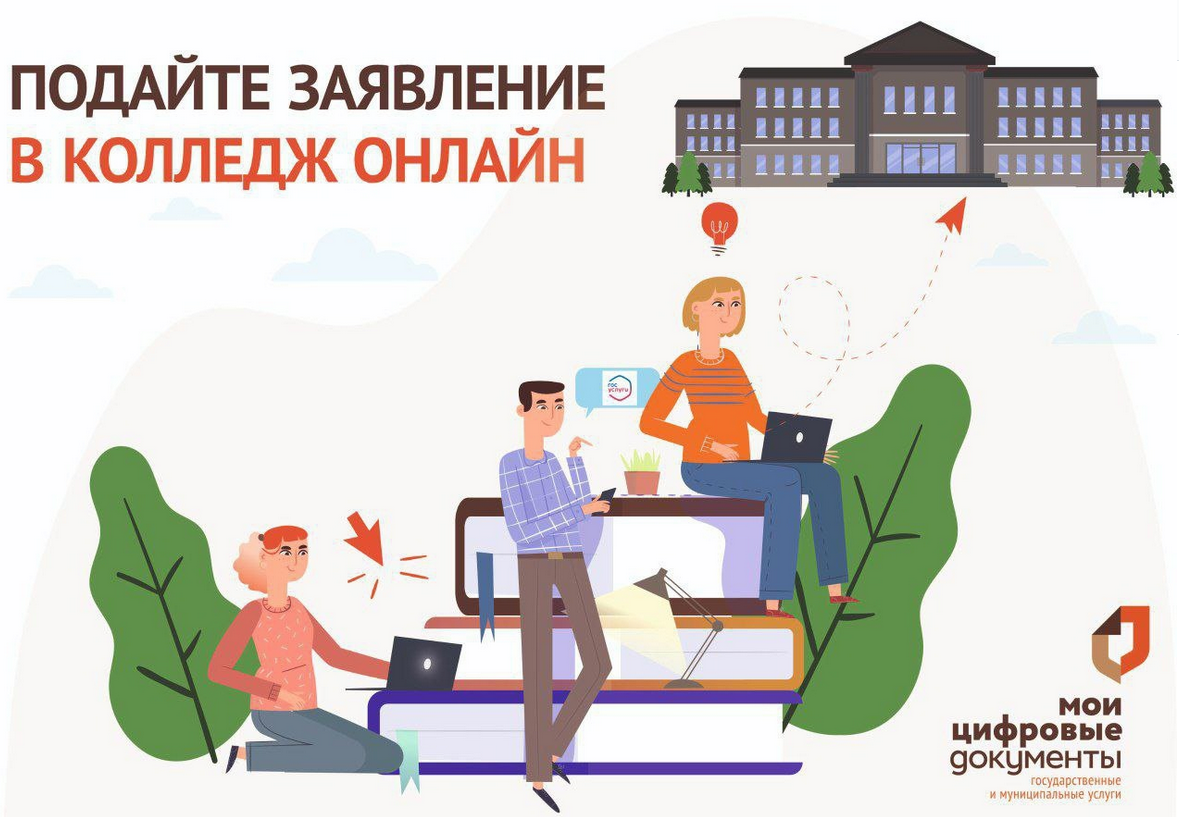 ПОДАЙТЕ ЗАЯВЛЕНИЕ
В КОЛЛЕДЖ ОНЛАЙН
гос
услуги
мои
цифровые
документы
государственные
и муниципальные услуги